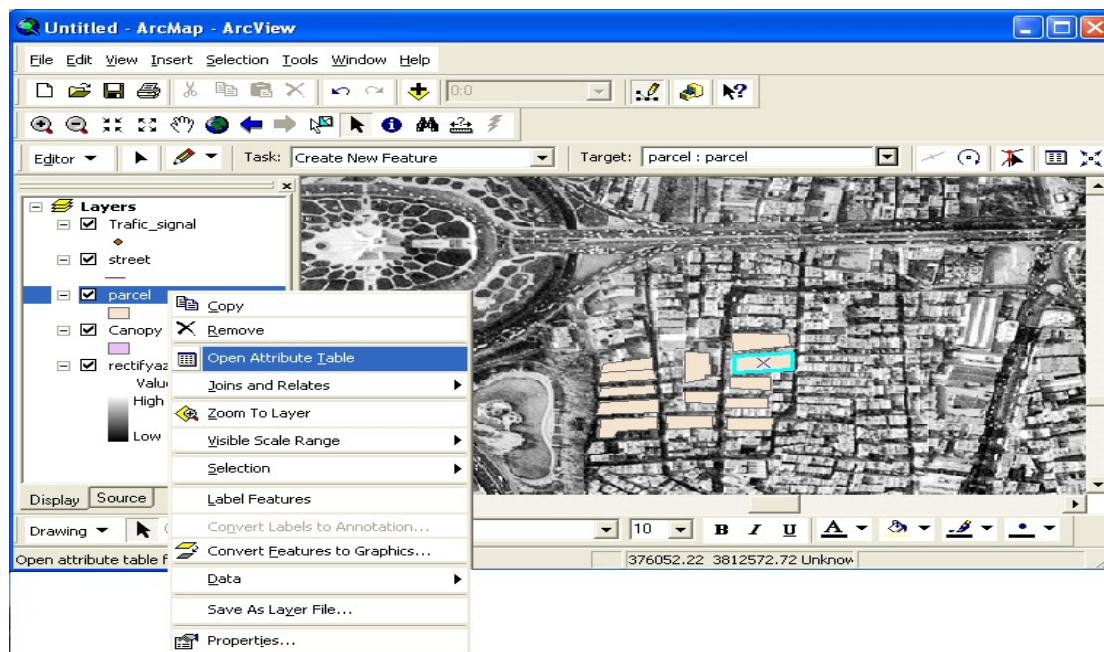 Untitled - ArcMap - ArcView
File Edit View Insert Selection Tools Window Help
0:0
Editor Task: Create New Feature Target: parcel : parcel
Layers
Trafic_signal
street
parcel
Canopy
rectifyaz
Valu
High
Low
Copy
Remove
Open Attribute Table
Joins and Relates
Zoom To Layer
Visible Scale Range
Selection
Label Features
Convert Labels to Annotation...
Convert Features to Graphics...
Data
Save As Layer File...
Properties...
Display Source
Drawing 10 B I U A
Open attribute table f 376052.22 3812572.72 Unknow